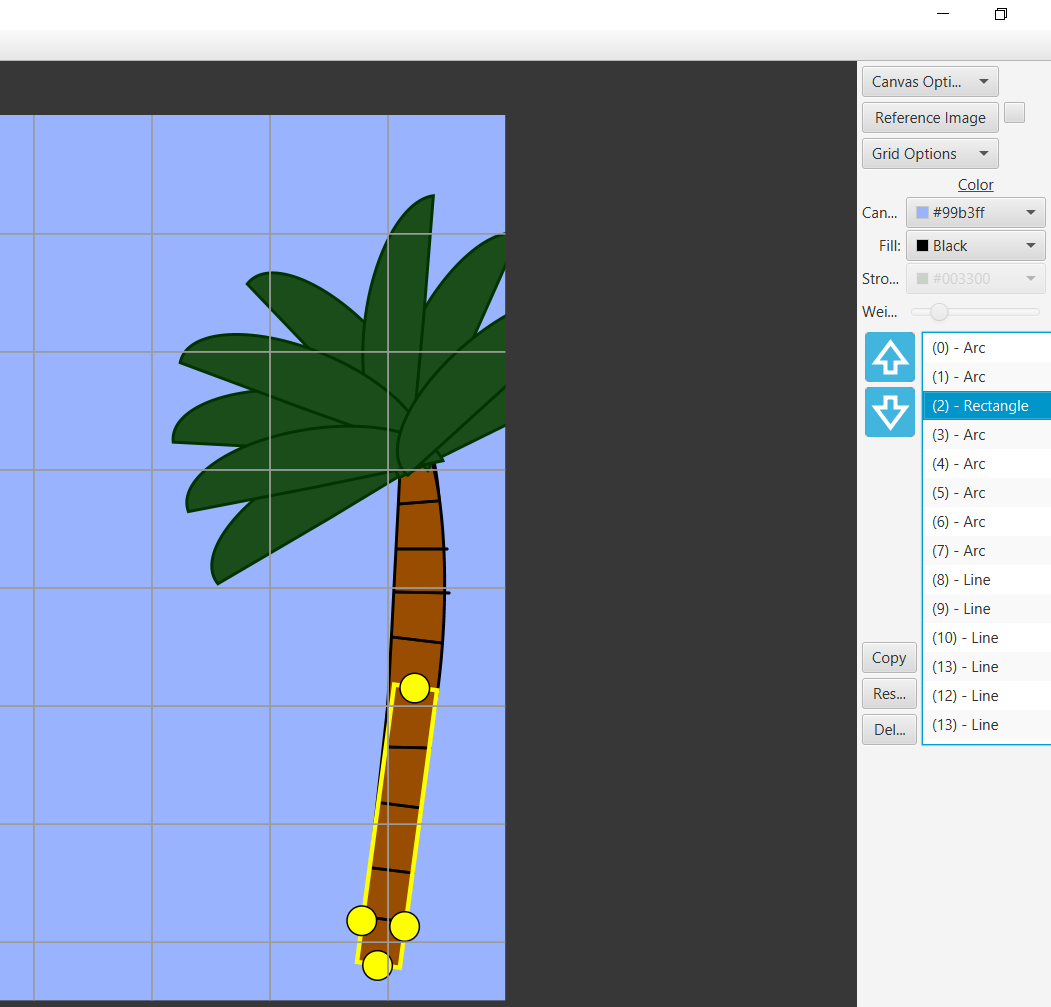 Canvas Opti...
Reference Image
Grid Options
Color
Can... #99b3ff
Fill: Black
Stro... #003300
Wei...
(0) - Arc
(1) - Arc
(2) - Rectangle
(3) - Arc
(4) - Arc
(5) - Arc
(6) - Arc
(7) - Arc
(8) - Line
(9) - Line
(10) - Line
(13) - Line
(12) - Line
(13) - Line
Copy
Res...
Del...